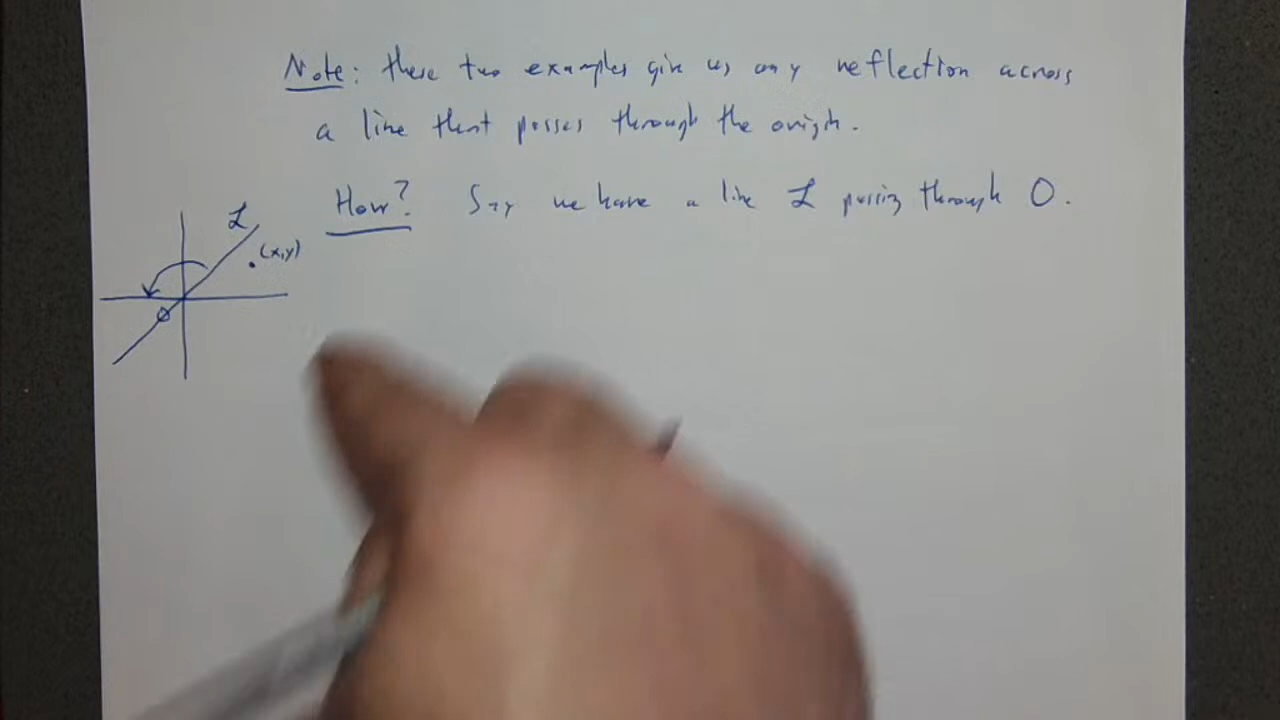 Note: these two examples give us any reflection across
a line that passes through the origin.
How? Say we have a line L passing through O.
L
(x,y)
O